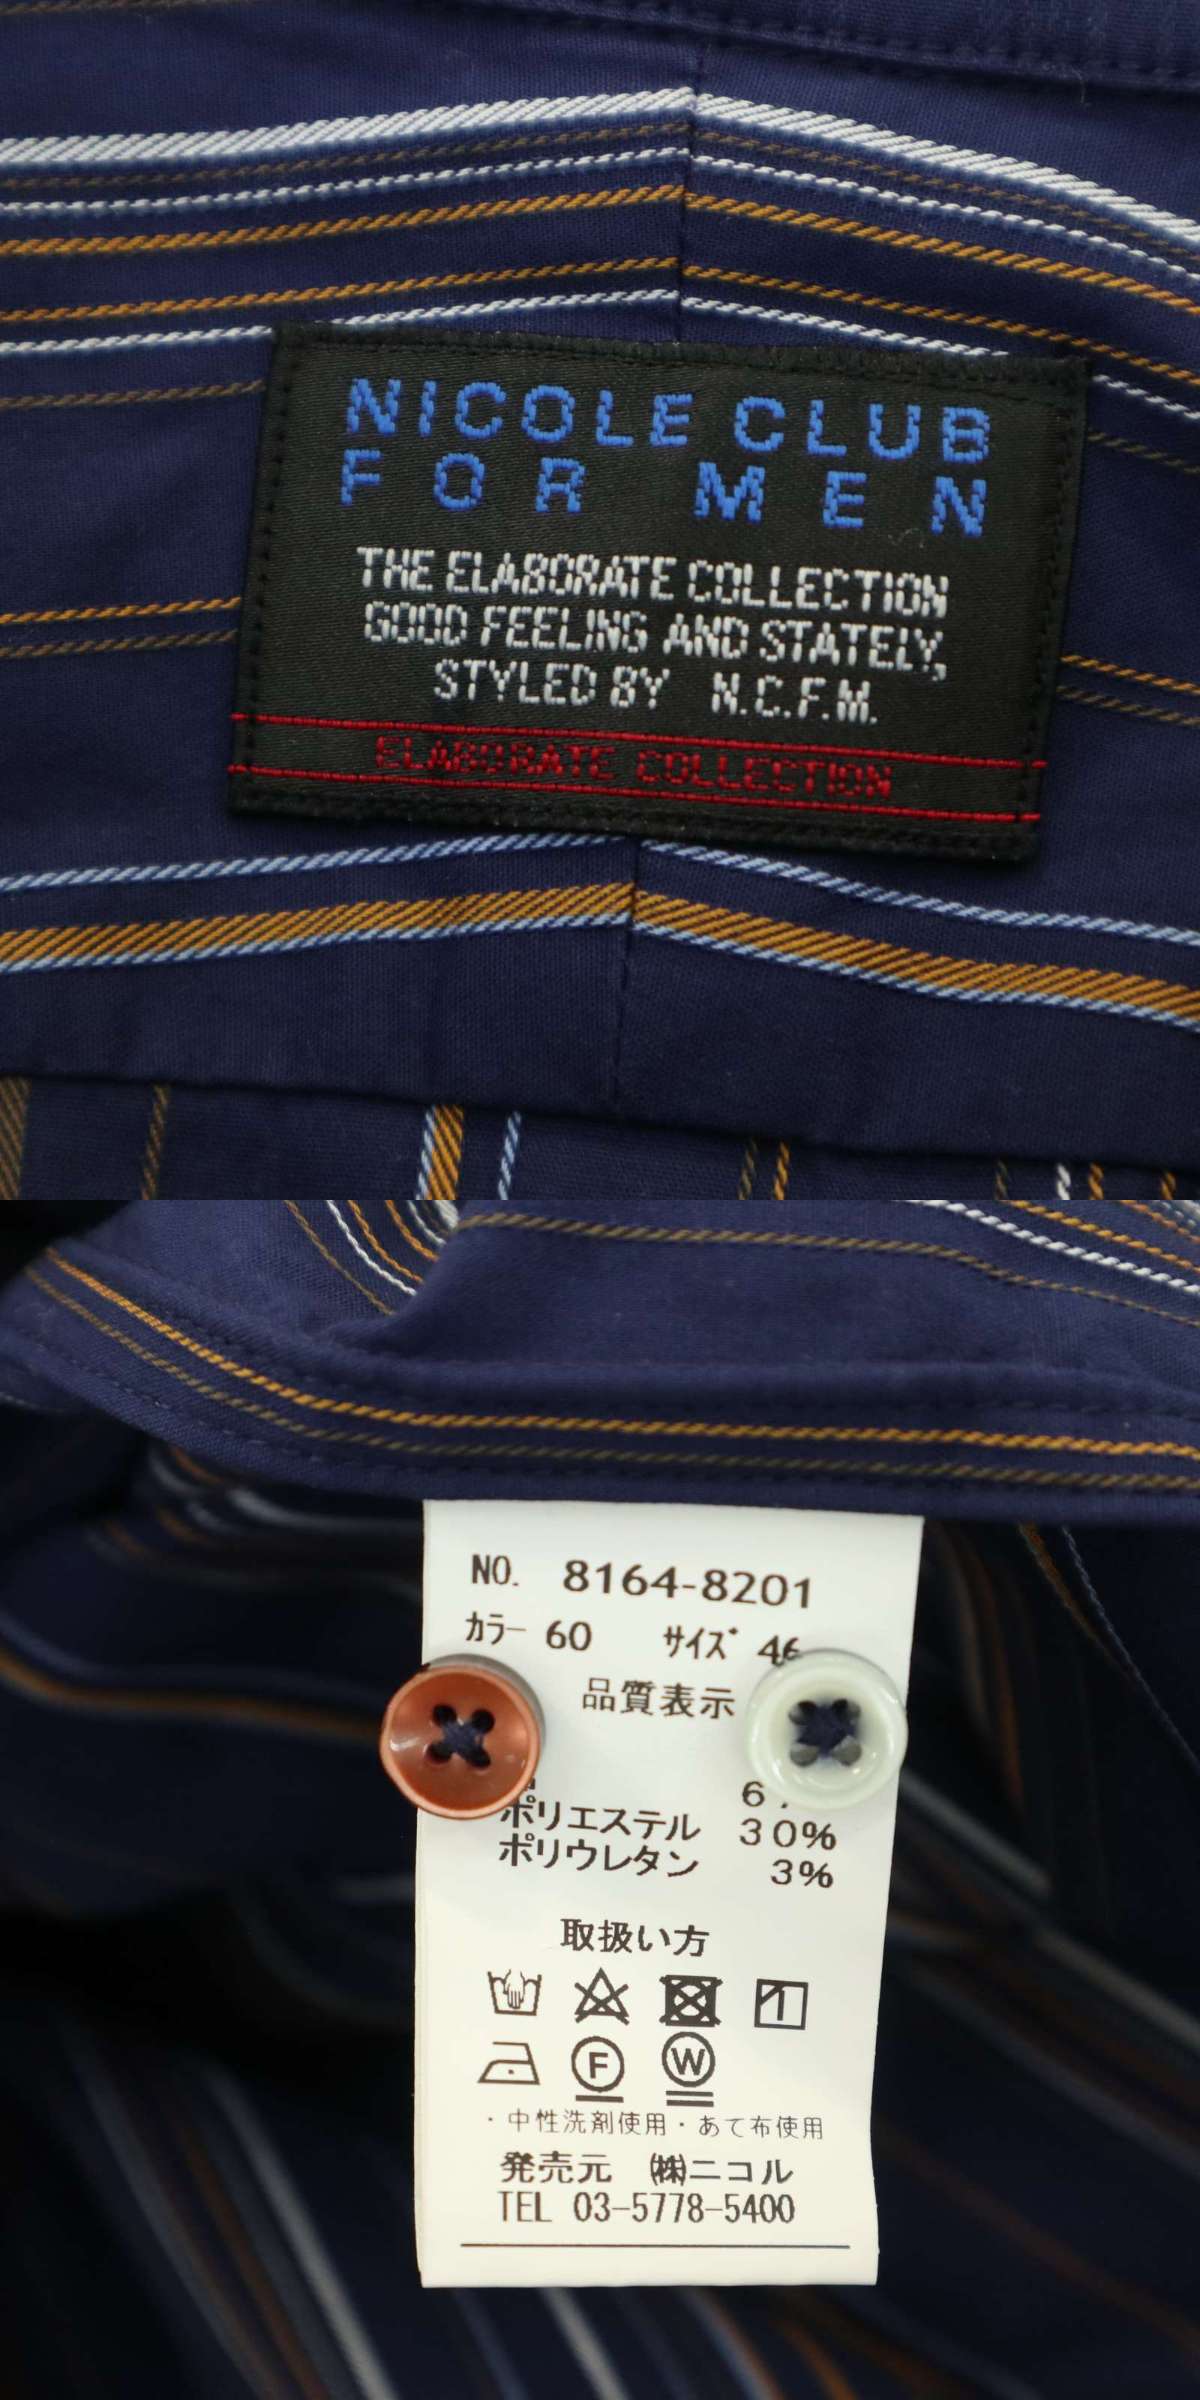 NICOLE CLUB
FOR MEN
THE ELABORATE COLLECTION
GOOD FEELING AND STATELY,
STYLED BY N.C.F.M.
ELABORATE COLLECTION
NO. 8164-8201
カラー 60 サイズ 46
品質表示
ポリエステル 30%
ポリウレタン 3%
取扱い方
F W
・中性洗剤使用・あて布使用
発売元 ㈱ニコル
TEL 03-5778-5400